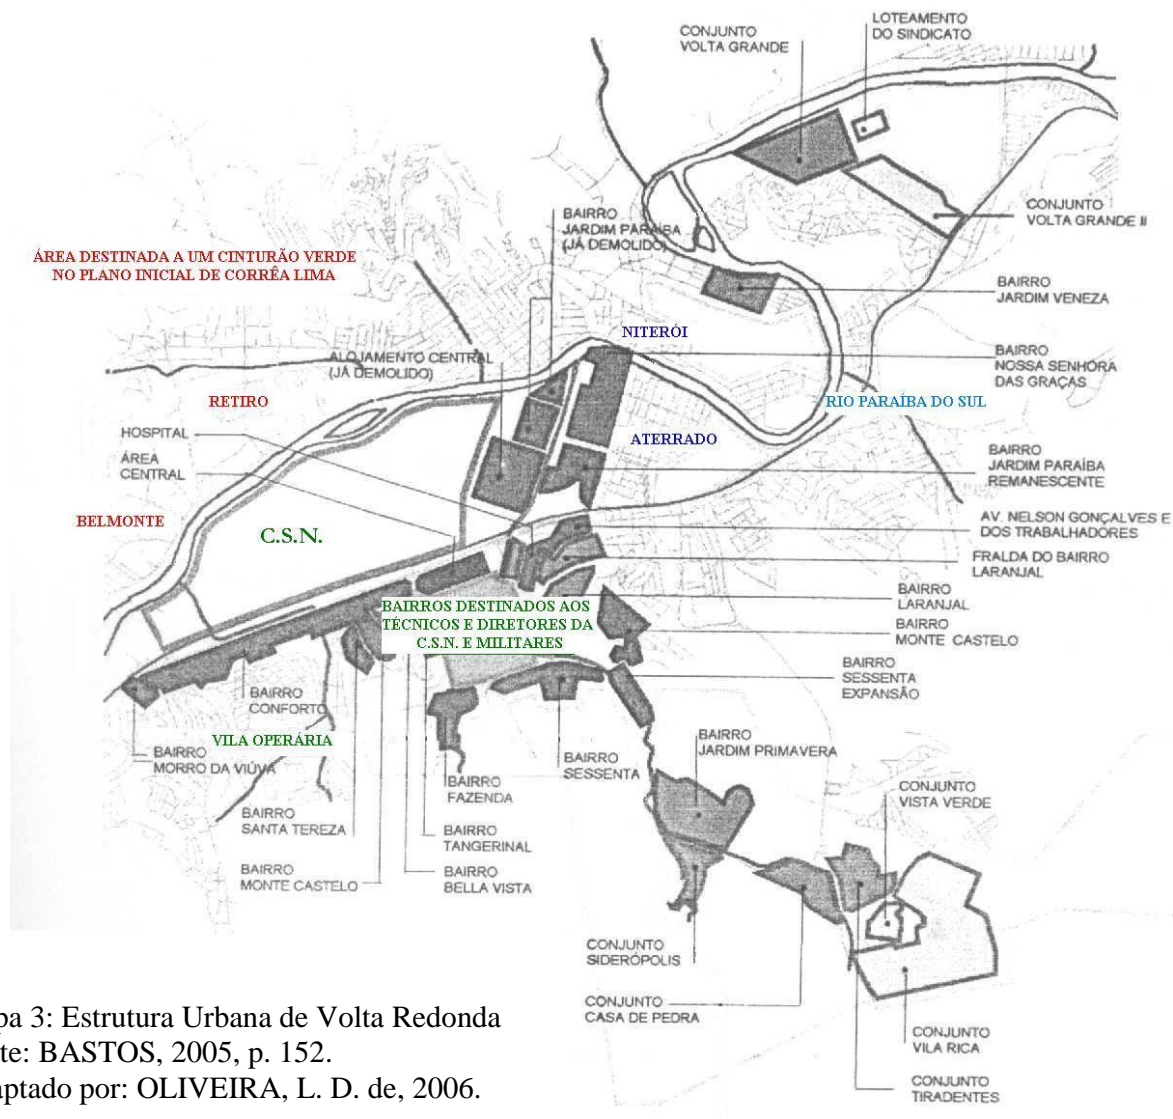 CONJUNTO
VOLTA GRANDE
LOTEAMENTO
DO SINDICATO
CONJUNTO
VOLTA GRANDE II
BAIRRO
JARDIM PARAÍBA
(JÁ DEMOLIDO)
ÁREA DESTINADA A UM CINTURÃO VERDE
NO PLANO INICIAL DE CORRÊA LIMA
BAIRRO
JARDIM VENEZA
NITERÓI
ALOJAMENTO CENTRAL
(JÁ DEMOLIDO)
BAIRRO
NOSSA SENHORA
DAS GRAÇAS
RETIRO
RIO PARAÍBA DO SUL
HOSPITAL
ATERRADO
ÁREA
CENTRAL
BAIRRO
JARDIM PARAÍBA
REMANESCENTE
BELMONTE
C.S.N.
AV. NELSON GONÇALVES E
DOS TRABALHADORES
FRALDA DO BAIRRO
LARANJAL
BAIRROS DESTINADOS AOS
TÉCNICOS E DIRETORES DA
C.S.N. E MILITARES
BAIRRO
LARANJAL
BAIRRO
MONTE CASTELO
BAIRRO
SESSENTA
EXPANSÃO
BAIRRO
CONFORTO
VILA OPERÁRIA
BAIRRO
MORRO DA VIÚVA
BAIRRO
JARDIM PRIMAVERA
BAIRRO
SESSENTA
BAIRRO
FAZENDA
CONJUNTO
VISTA VERDE
BAIRRO
SANTA TEREZA
BAIRRO
TANGERINAL
BAIRRO
MONTE CASTELO
BAIRRO
BELLA VISTA
CONJUNTO
SIDERÓPOLIS
CONJUNTO
CASA DE PEDRA
CONJUNTO
VILA RICA
CONJUNTO
TIRADENTES
pa 3: Estrutura Urbana de Volta Redonda
te: BASTOS, 2005, p. 152.
aptado por: OLIVEIRA, L. D. de, 2006.